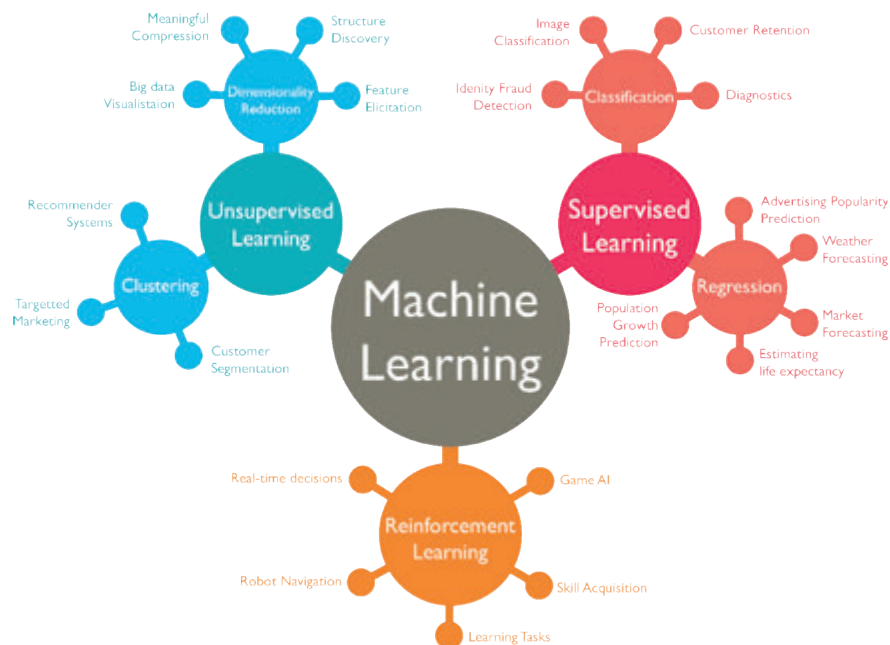 Meaningful
Compression
Structure
Discovery
Big data
Visualistaion
Dimensionality
Reduction
Feature
Elicitation
Unsupervised
Learning
Recommender
Systems
Clustering
Targetted
Marketing
Customer
Segmentation
Image
Classification
Customer Retention
Idenity Fraud
Detection
Classification
Diagnostics
Supervised
Learning
Advertising Popularity
Prediction
Weather
Forecasting
Regression
Population
Growth
Prediction
Market
Forecasting
Estimating
life expectancy
Machine
Learning
Real-time decisions
Game AI
Reinforcement
Learning
Robot Navigation
Skill Acquisition
Learning Tasks